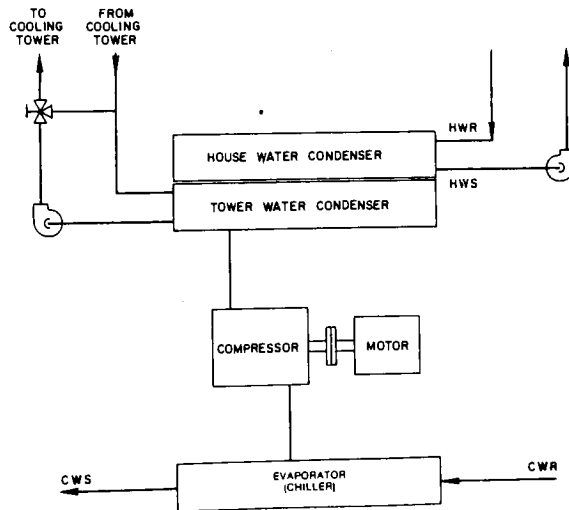 TO
COOLING
TOWER
FROM
COOLING
TOWER
HWR
HOUSE WATER CONDENSER
HWS
TOWER WATER CONDENSER
COMPRESSOR
MOTOR
CWS
EVAPORATOR
(CHILLER)
CWR